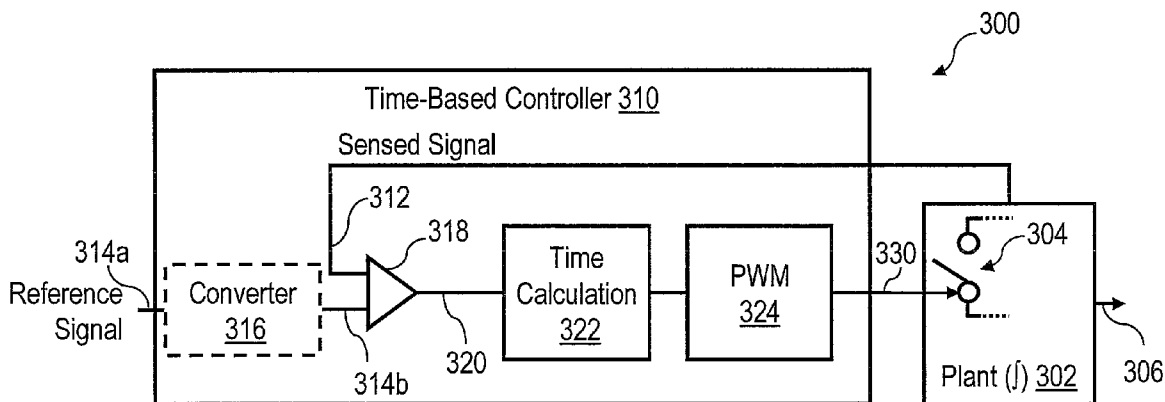 300
Time-Based Controller 310
Sensed Signal
312
318
314a
Reference
Signal
Converter
316
314b
320
Time
Calculation
322
PWM
324
330
304
Plant (∫) 302
306